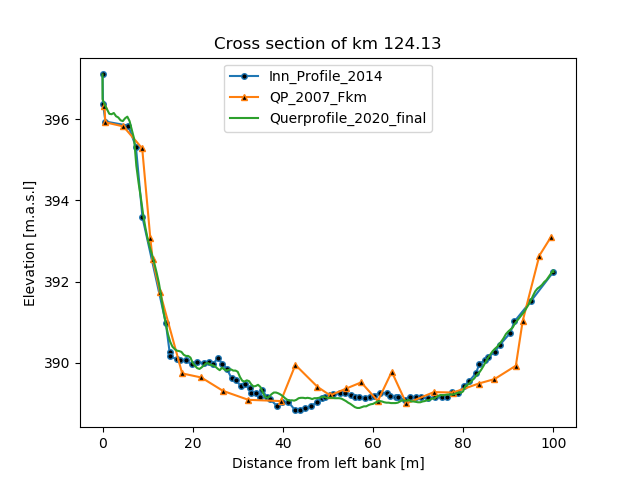 Cross section of km 124.13
Inn_Profile_2014
QP_2007_Fkm
Querprofile_2020_final
396
394
392
390
Elevation [m.a.s.l]
0 20 40 60 80 100
Distance from left bank [m]